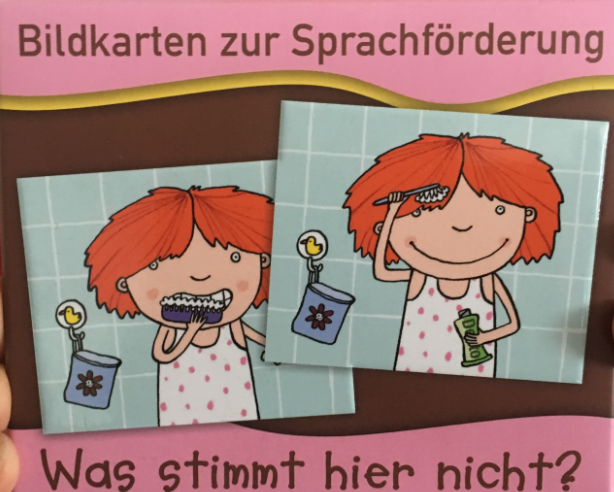 Bildkarten zur Sprachförderung
Was stimmt hier nicht?